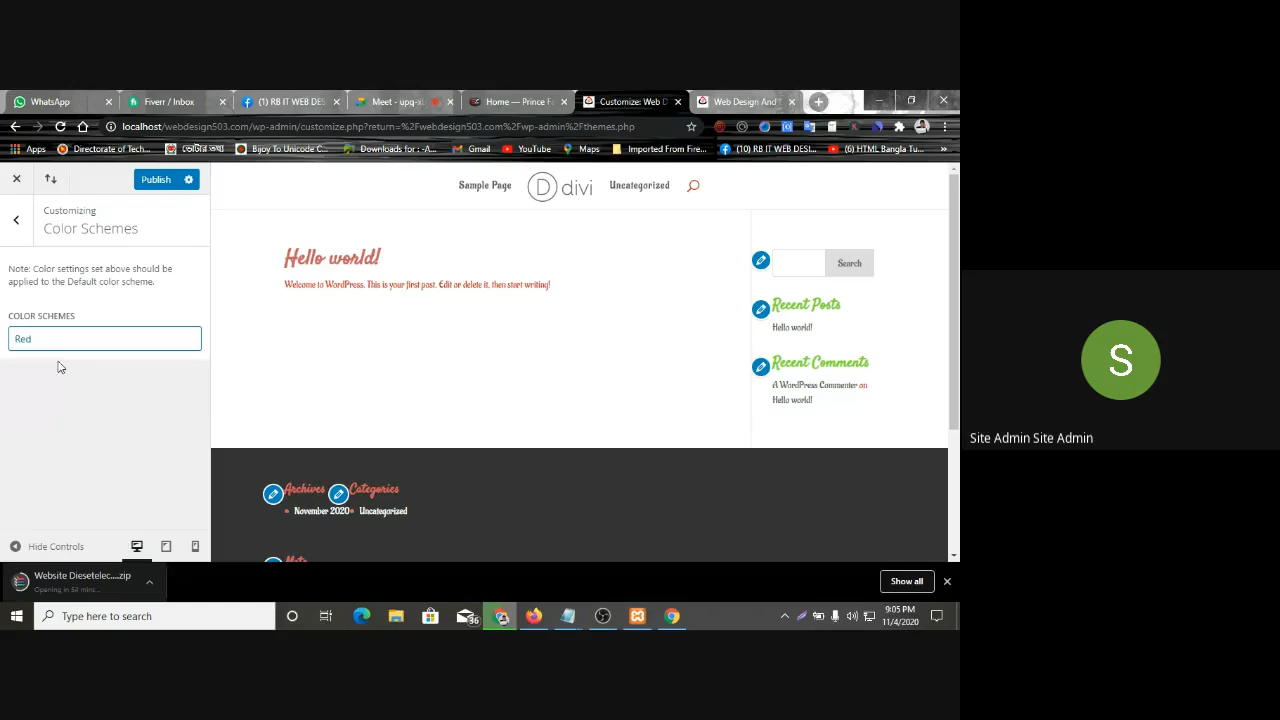 WhatsApp
Fiverr / Inbox
(1) RB IT WEB DES
Meet - upq-x
Home — Prince F
Customize: Web D
Web Design And
localhost/webdesign503.com/wp-admin/customize.php?return=%2Fwebdesign503.com%2Fwp-admin%2Fthemes.php
Apps
Directorate of Tech...
Bijoy To Unicode C...
Downloads for : -A...
Gmail
YouTube
Maps
Imported From Fire...
(10) RB IT WEB DESI...
(6) HTML Bangla Tu...
Publish
Customizing
Color Schemes
Note: Color settings set above should be
applied to the Default color scheme.
COLOR SCHEMES
Red
Hide Controls
Sample Page
D divi
Uncategorized
Hello world!
Welcome to WordPress. This is your first post. Edit or delete it, then start writing!
Search
Recent Posts
Hello world!
Recent Comments
A WordPress Commenter on
Hello world!
Archives
Categories
November 2020
Uncategorized
Meta
S
Site Admin Site Admin
Website Diesetelec....zip
Show all
Type here to search
36
9:05 PM
11/4/2020